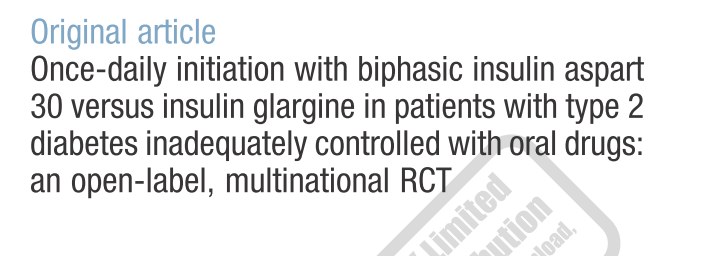 Original article
Once-daily initiation with biphasic insulin aspart
30 versus insulin glargine in patients with type 2
diabetes inadequately controlled with oral drugs:
an open-label, multinational RCT
Limited